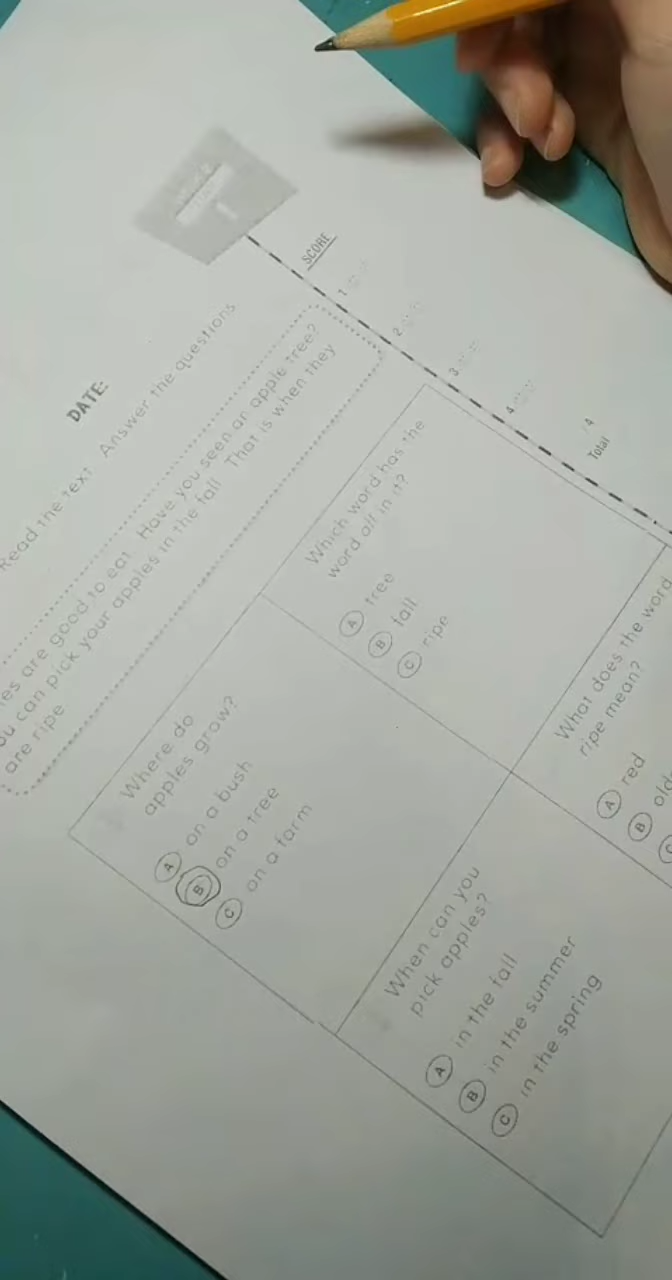 DATE:
Read the text. Answer the questions
are good to eat. Have you seen an apple tree?
can pick your apples in the fall. That is when they
are ripe
SCORE
1
2
3
4
/ 4
Total
Where do
apples grow?
A on a bush
B on a tree
C on a farm
When can you
pick apples?
A in the fall
B in the summer
C in the spring
Which word has the
word all in it?
A tree
B fall
C ripe
What does the word
ripe mean?
A red
B old
C